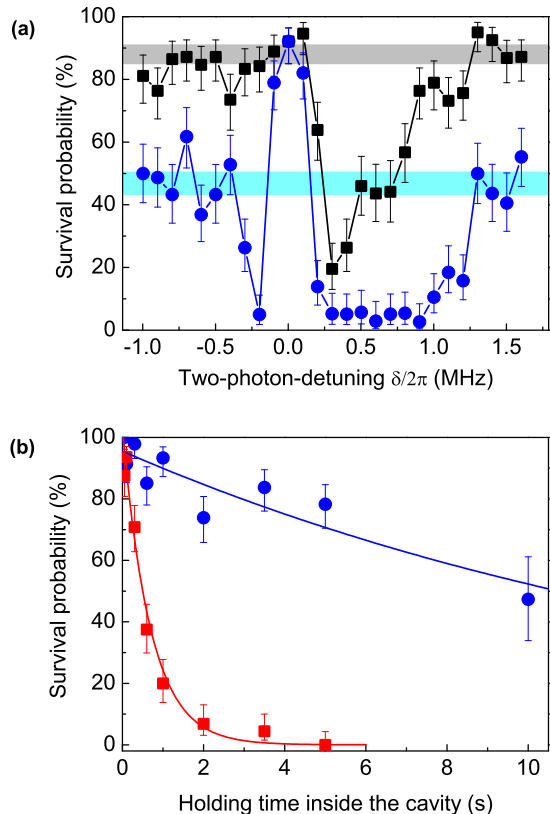 (a)
100
80
60
40
20
0
Survival probability (%)
-1.0 -0.5 0.0 0.5 1.0 1.5
Two-photon-detuning δ/2π (MHz)
(b)
100
80
60
40
20
0
Survival probability (%)
0 2 4 6 8 10
Holding time inside the cavity (s)